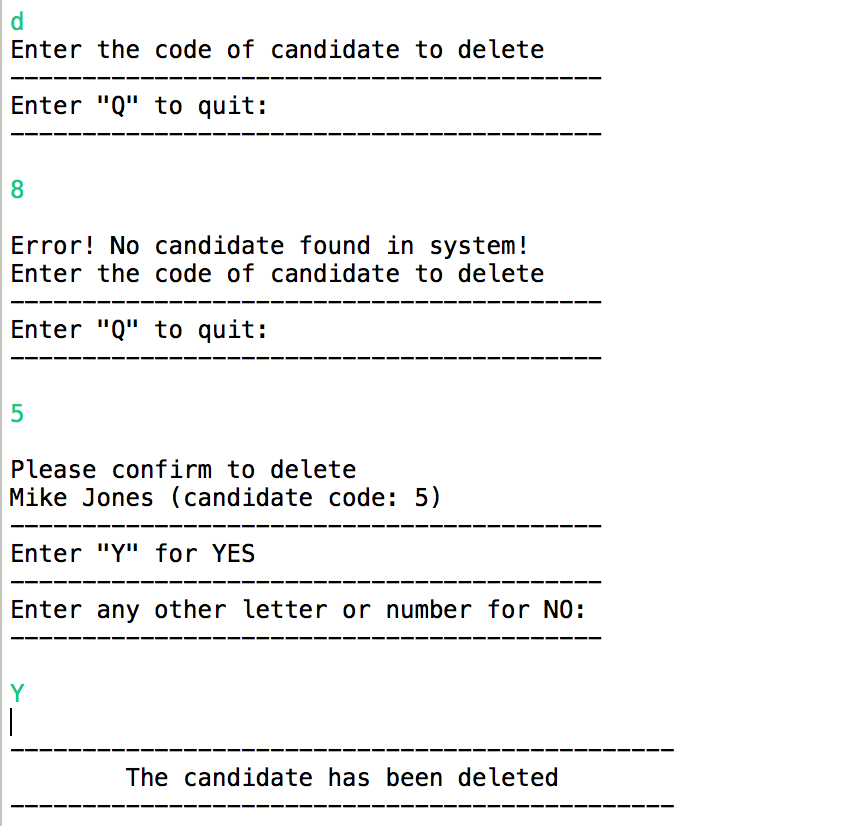 d
Enter the code of candidate to delete
-----------------------------------------
Enter "Q" to quit:
-----------------------------------------
8
Error! No candidate found in system!
Enter the code of candidate to delete
-----------------------------------------
Enter "Q" to quit:
-----------------------------------------
5
Please confirm to delete
Mike Jones (candidate code: 5)
-----------------------------------------
Enter "Y" for YES
-----------------------------------------
Enter any other letter or number for NO:
-----------------------------------------
Y
----------------------------------------------
The candidate has been deleted
----------------------------------------------